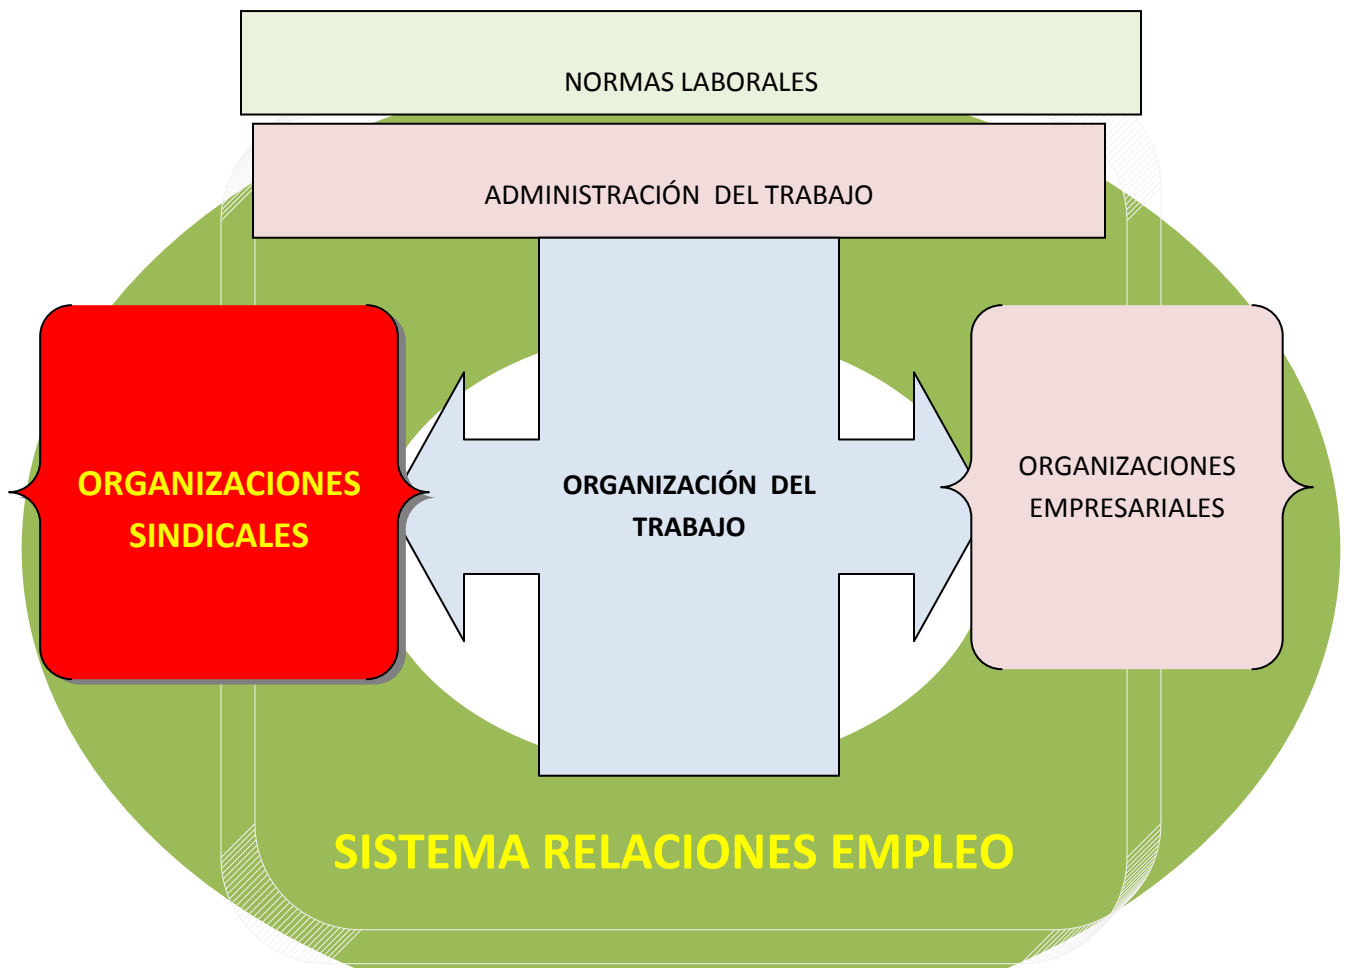 NORMAS LABORALES
ADMINISTRACIÓN  DEL TRABAJO
ORGANIZACIONES
SINDICALES
ORGANIZACIÓN  DEL
TRABAJO
ORGANIZACIONES
EMPRESARIALES
SISTEMA RELACIONES EMPLEO